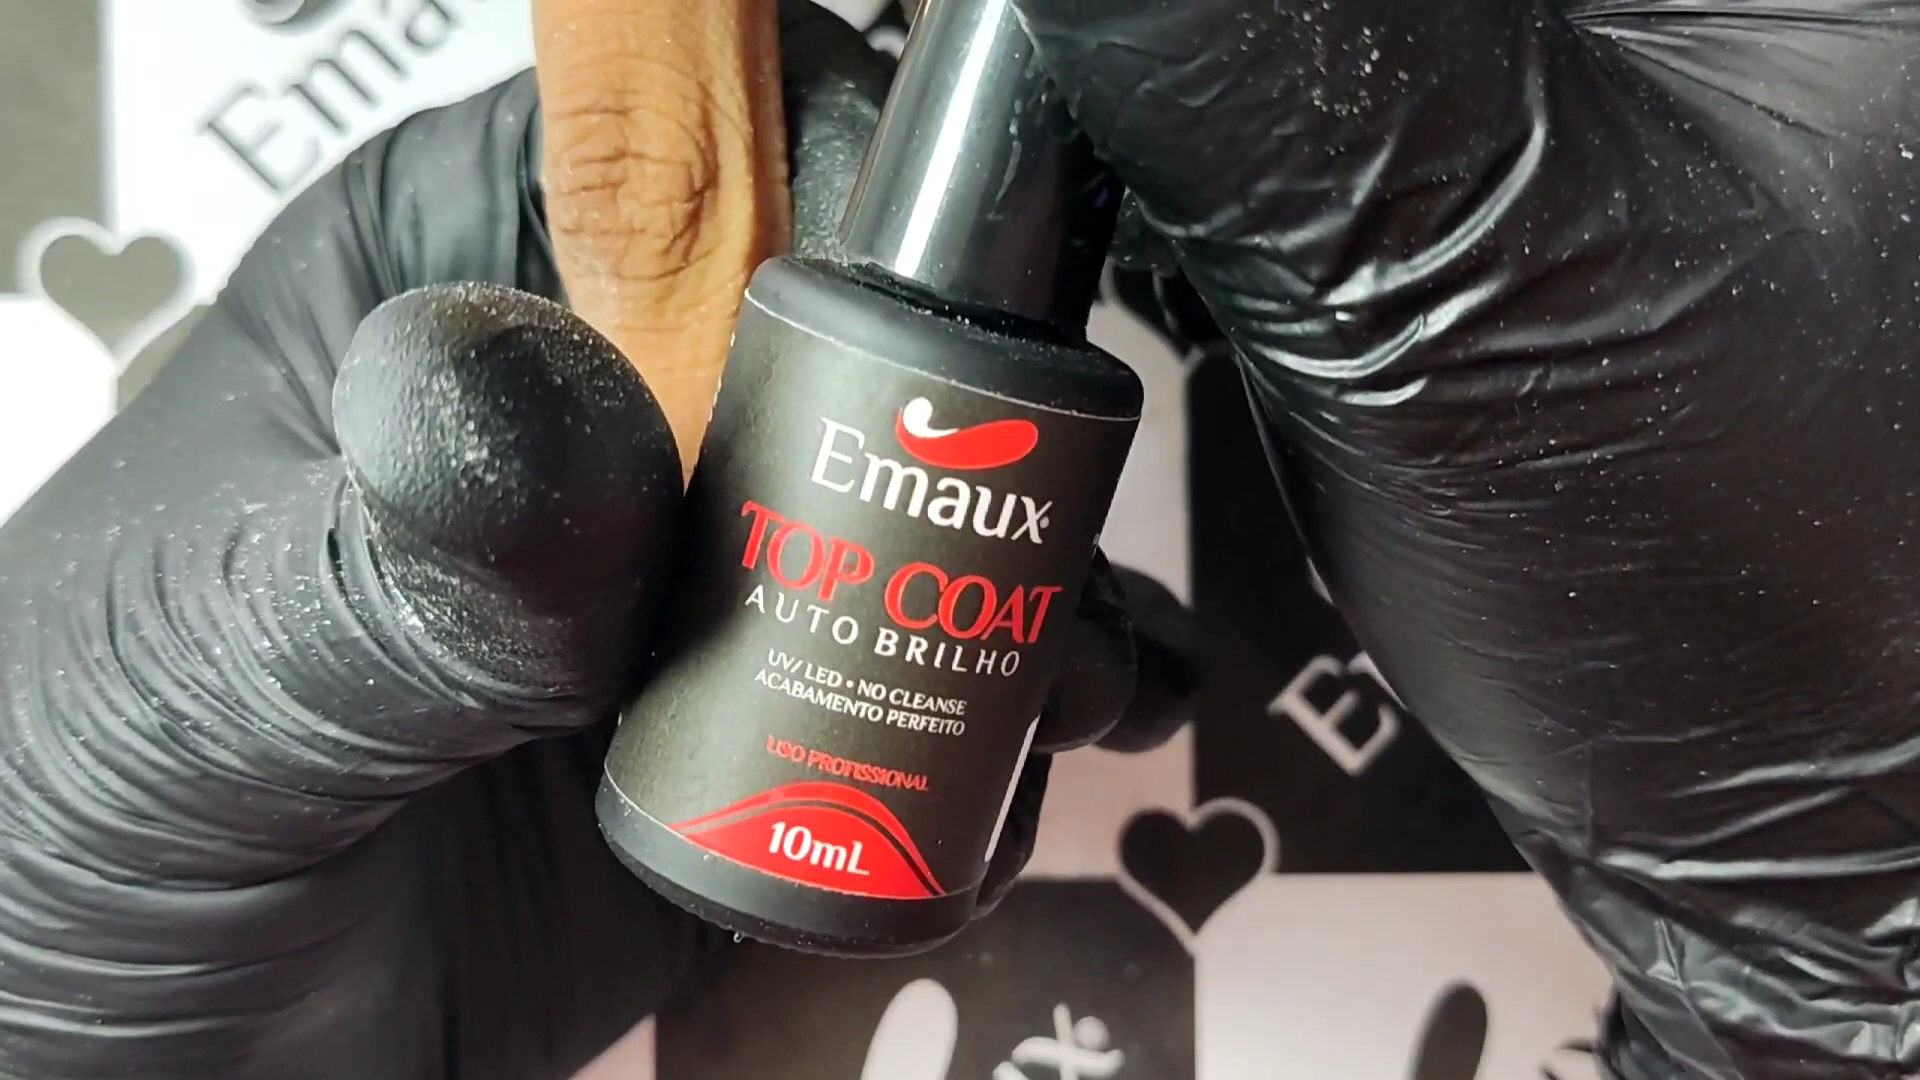 Emaux
Emaux
TOP COAT
AUTO BRILHO
UV/ LED • NO CLEANSE
ACABAMENTO PERFEITO
USO PROFISSIONAL
10mL